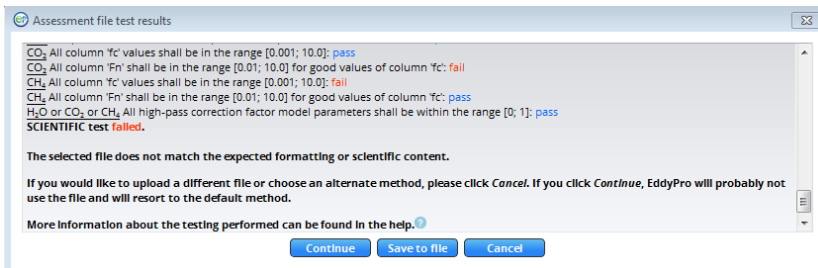 Assessment file test results
CO₂ All column 'fc' values shall be in the range [0.001; 10.0]: pass
CO₂ All column 'Fn' shall be in the range [0.01; 10.0] for good values of column 'fc': fail
CH₄ All column 'fc' values shall be in the range [0.001; 10.0]: fail
CH₄ All column 'Fn' shall be in the range [0.01; 10.0] for good values of column 'fc': pass
H₂O or CO₂ or CH₄ All high-pass correction factor model parameters shall be within the range [0; 1]: pass
SCIENTIFIC test failed.
The selected file does not match the expected formatting or scientific content.
If you would like to upload a different file or choose an alternate method, please click Cancel. If you click Continue, EddyPro will probably not
use the file and will resort to the default method.
More information about the testing performed can be found in the help.?
Continue Save to file Cancel